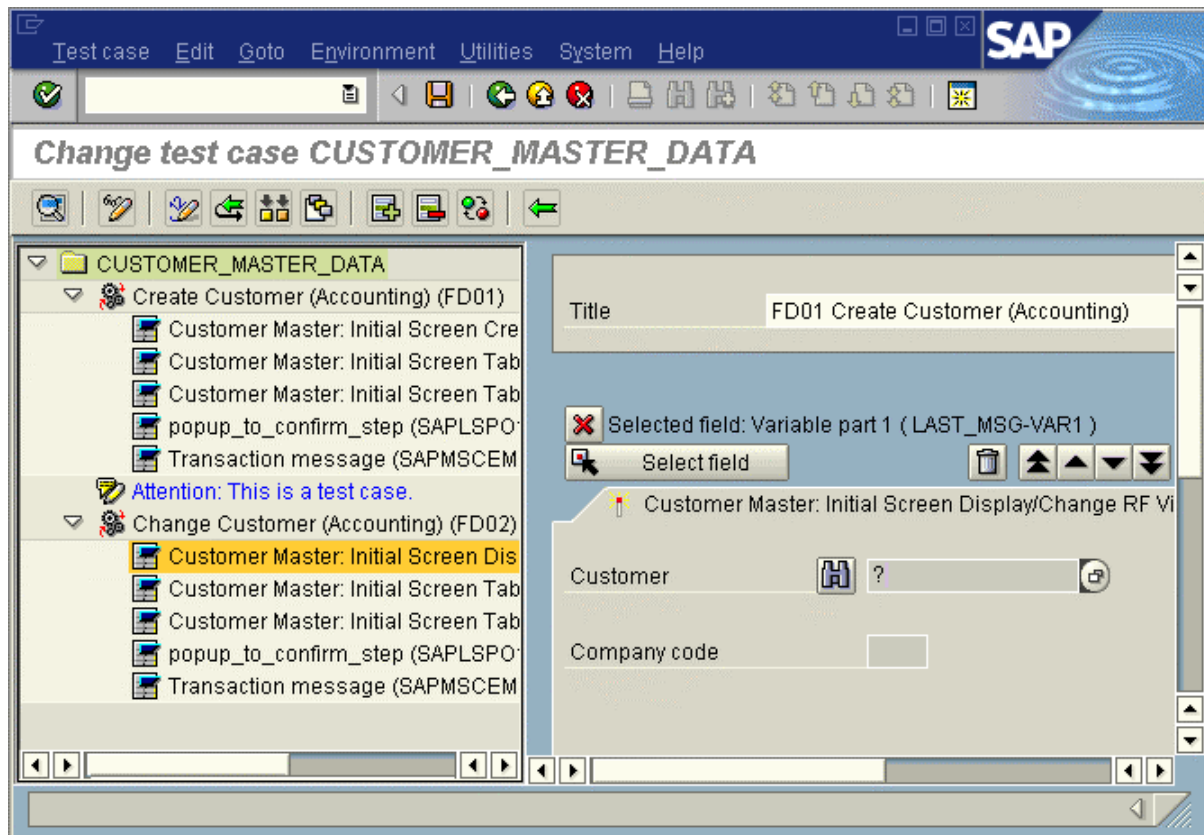 Test case Edit Goto Environment Utilities System Help
SAP
Change test case CUSTOMER_MASTER_DATA
CUSTOMER_MASTER_DATA
Create Customer (Accounting) (FD01)
Customer Master: Initial Screen Cre
Customer Master: Initial Screen Tab
Customer Master: Initial Screen Tab
popup_to_confirm_step (SAPLSPO
Transaction message (SAPMSCEM
Attention: This is a test case.
Change Customer (Accounting) (FD02)
Customer Master: Initial Screen Dis
Customer Master: Initial Screen Tab
Customer Master: Initial Screen Tab
popup_to_confirm_step (SAPLSPO
Transaction message (SAPMSCEM
Title FD01 Create Customer (Accounting)
Selected field: Variable part 1 ( LAST_MSG-VAR1 )
Select field
Customer Master: Initial Screen Display/Change RF Vi
Customer ?
Company code